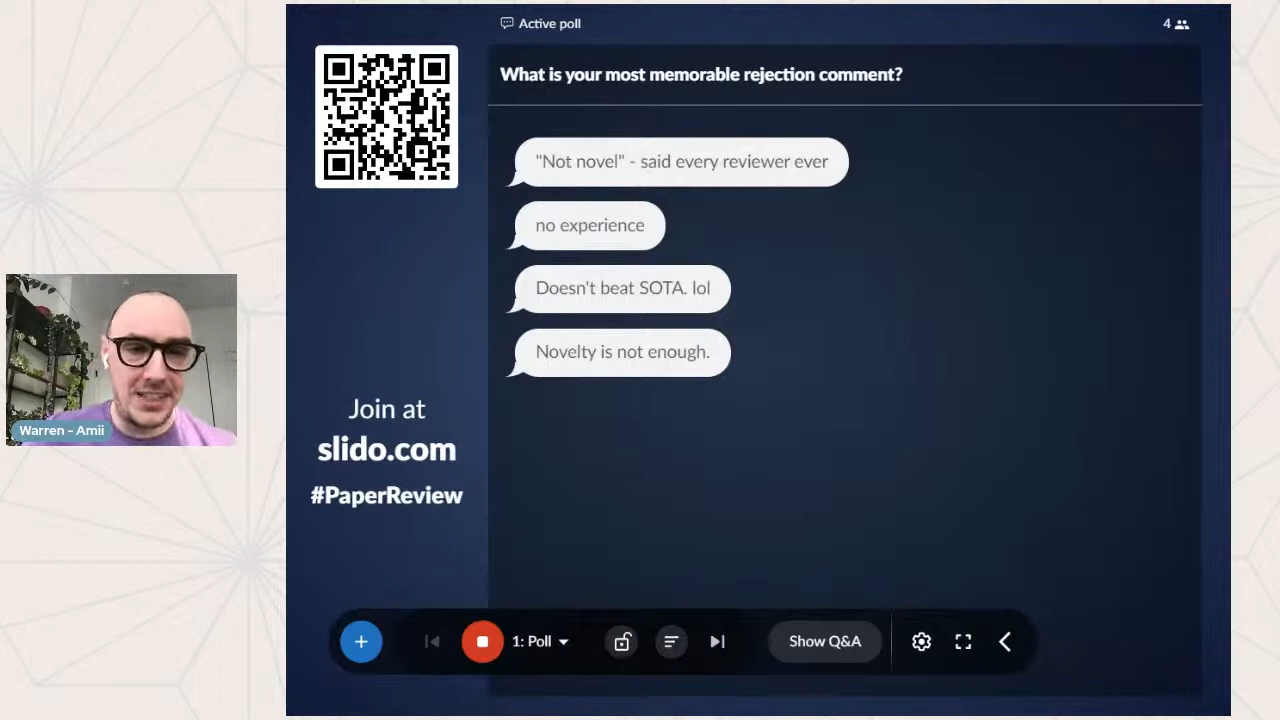 Active poll
4
What is your most memorable rejection comment?
"Not novel" - said every reviewer ever
no experience
Doesn't beat SOTA. lol
Novelty is not enough.
Join at
slido.com
#PaperReview
Warren - Amii
1: Poll
Show Q&A